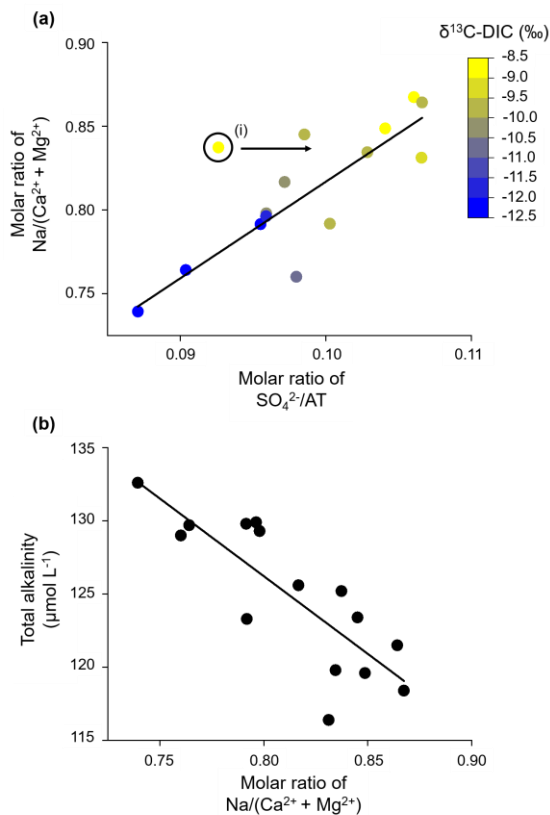 (a)
δ¹³C-DIC (‰)
-8.5
-9.0
-9.5
-10.0
-10.5
-11.0
-11.5
-12.0
-12.5
0.90
0.85
0.80
0.75
Molar ratio of
Na/(Ca²⁺ + Mg²⁺)
(i)
0.09 0.10 0.11
Molar ratio of
SO₄²⁻/AT
(b)
135
130
125
120
115
Total alkalinity
(µmol L⁻¹)
0.75 0.80 0.85 0.90
Molar ratio of
Na/(Ca²⁺ + Mg²⁺)